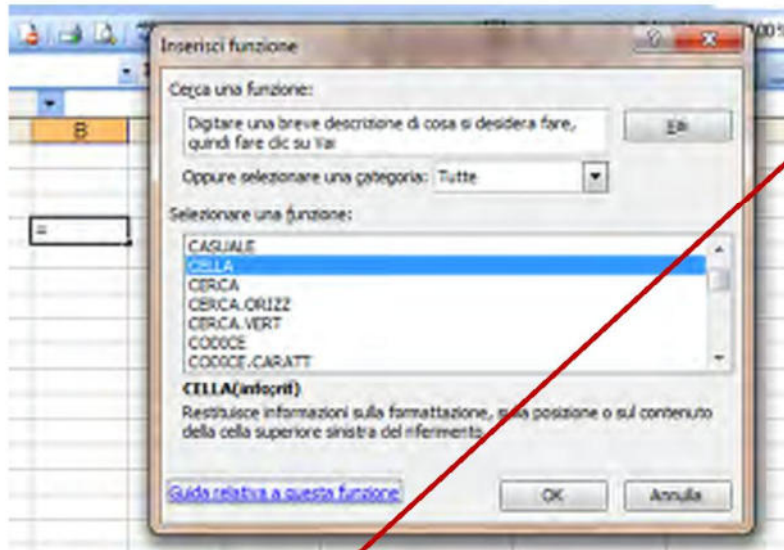 100%
Inserisci funzione
B
=
Cerca una funzione:
Digitare una breve descrizione di cosa si desidera fare,
quindi fare clic su Vai
Vai
Oppure selezionare una categoria: Tutte
Selezionare una funzione:
CASUALE
CELLA
CERCA
CERCA.ORIZZ
CERCA.VERT
CODICE
CODICE.CARATT
CELLA(info;rif)
Restituisce informazioni sulla formattazione, sulla posizione o sul contenuto
della cella superiore sinistra del riferimento.
Guida relativa a questa funzione
OK
Annulla